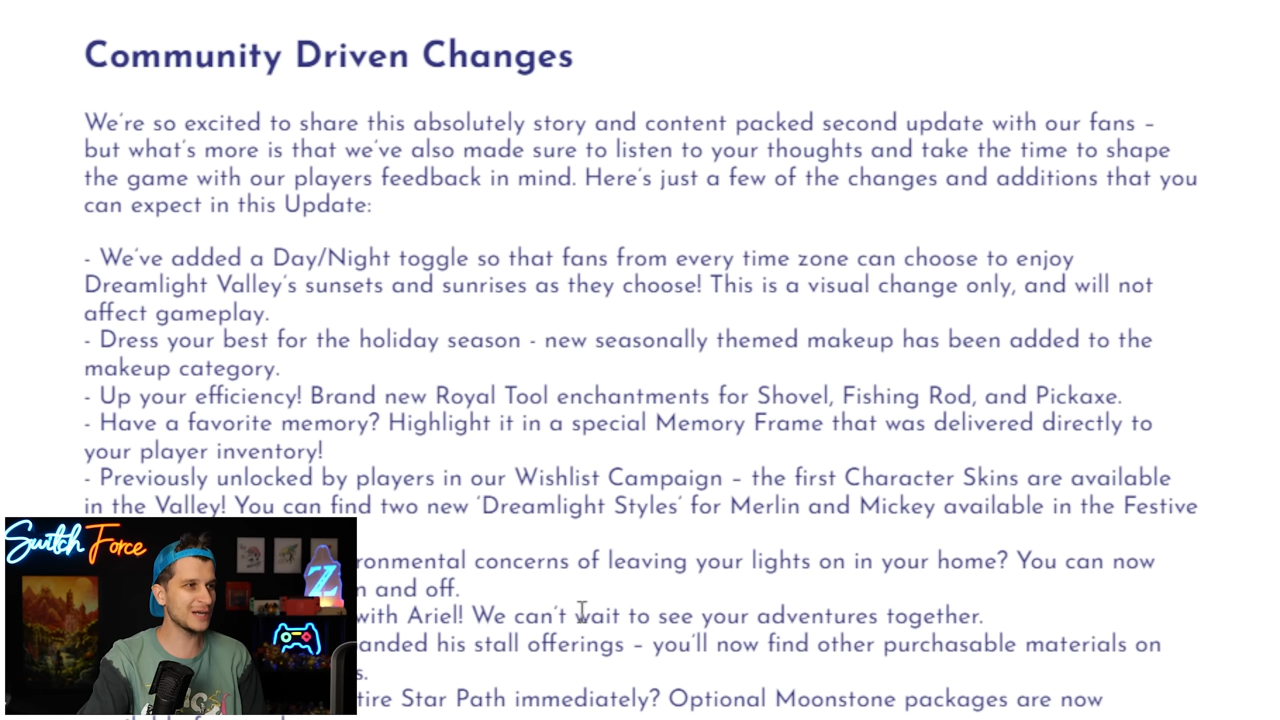 Community Driven Changes
We're so excited to share this absolutely story and content packed second update with our fans –
but what's more is that we've also made sure to listen to your thoughts and take the time to shape
the game with our players feedback in mind. Here's just a few of the changes and additions that you
can expect in this Update:
- We've added a Day/Night toggle so that fans from every time zone can choose to enjoy
Dreamlight Valley's sunsets and sunrises as they choose! This is a visual change only, and will not
affect gameplay.
- Dress your best for the holiday season - new seasonally themed makeup has been added to the
makeup category.
- Up your efficiency! Brand new Royal Tool enchantments for Shovel, Fishing Rod, and Pickaxe.
- Have a favorite memory? Highlight it in a special Memory Frame that was delivered directly to
your player inventory!
- Previously unlocked by players in our Wishlist Campaign – the first Character Skins are available
in the Valley! You can find two new 'Dreamlight Styles' for Merlin and Mickey available in the Festive
ronmental concerns of leaving your lights on in your home? You can now
n and off.
with Ariel! We can't wait to see your adventures together.
anded his stall offerings – you'll now find other purchasable materials on
s.
tire Star Path immediately? Optional Moonstone packages are now
Switch Force
Z